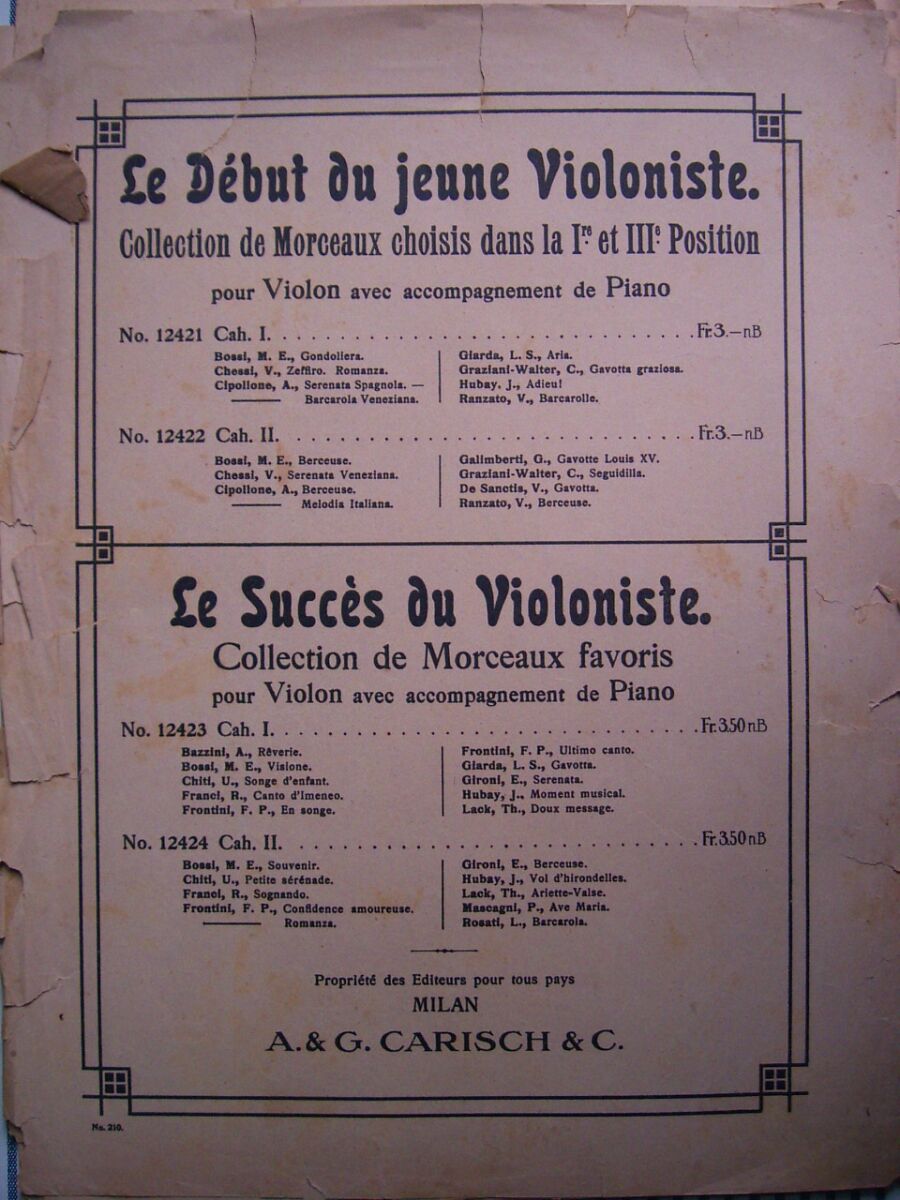 Le Début du jeune Violoniste.
Collection de Morceaux choisis dans la Ire et IIIe Position
pour Violon avec accompagnement de Piano
No. 12421 Cah. I. . . . . . . . . . . . . . . . . . . . . . . . . . . . . . Fr. 3.— n.B
Bossi, M. E., Gondoliera.
Chessi, V., Zeffiro. Romanza.
Cipollone, A., Serenata Spagnola. —
——— Barcarola Veneziana.
Giarda, L. S., Aria.
Graziani-Walter, C., Gavotta graziosa.
Hubay, J., Adieu!
Ranzato, V., Barcarolle.
No. 12422 Cah. II. . . . . . . . . . . . . . . . . . . . . . . . . . . . . . Fr. 3.— n.B
Bossi, M. E., Berceuse.
Chessi, V., Serenata Veneziana.
Cipollone, A., Berceuse.
——— Melodia Italiana.
Galimberti, G., Gavotte Louis XV.
Graziani-Walter, C., Seguidilla.
De Sanctis, V., Gavotta.
Ranzato, V., Berceuse.
Le Succès du Violoniste.
Collection de Morceaux favoris
pour Violon avec accompagnement de Piano
No. 12423 Cah. I. . . . . . . . . . . . . . . . . . . . . . . . . . . . . . Fr. 3.50 n.B
Bazzini, A., Rêverie.
Bossi, M. E., Visione.
Chiti, U., Songe d'enfant.
Franci, R., Canto d'Imeneo.
Frontini, F. P., En songe.
Frontini, F. P., Ultimo canto.
Giarda, L. S., Gavotta.
Gironi, E., Serenata.
Hubay, J., Moment musical.
Lack, Th., Doux message.
No. 12424 Cah. II. . . . . . . . . . . . . . . . . . . . . . . . . . . . . . Fr. 3.50 n.B
Bossi, M. E., Souvenir.
Chiti, U., Petite sérénade.
Franci, R., Sognando.
Frontini, F. P., Confidence amoureuse.
——— Romanza.
Gironi, E., Berceuse.
Hubay, J., Vol d'hirondelles.
Lack, Th., Ariette-Valse.
Mascagni, P., Ave Maria.
Rosati, L., Barcarola.
Propriété des Editeurs pour tous pays
MILAN
A. & G. CARISCH & C.
No. 210.